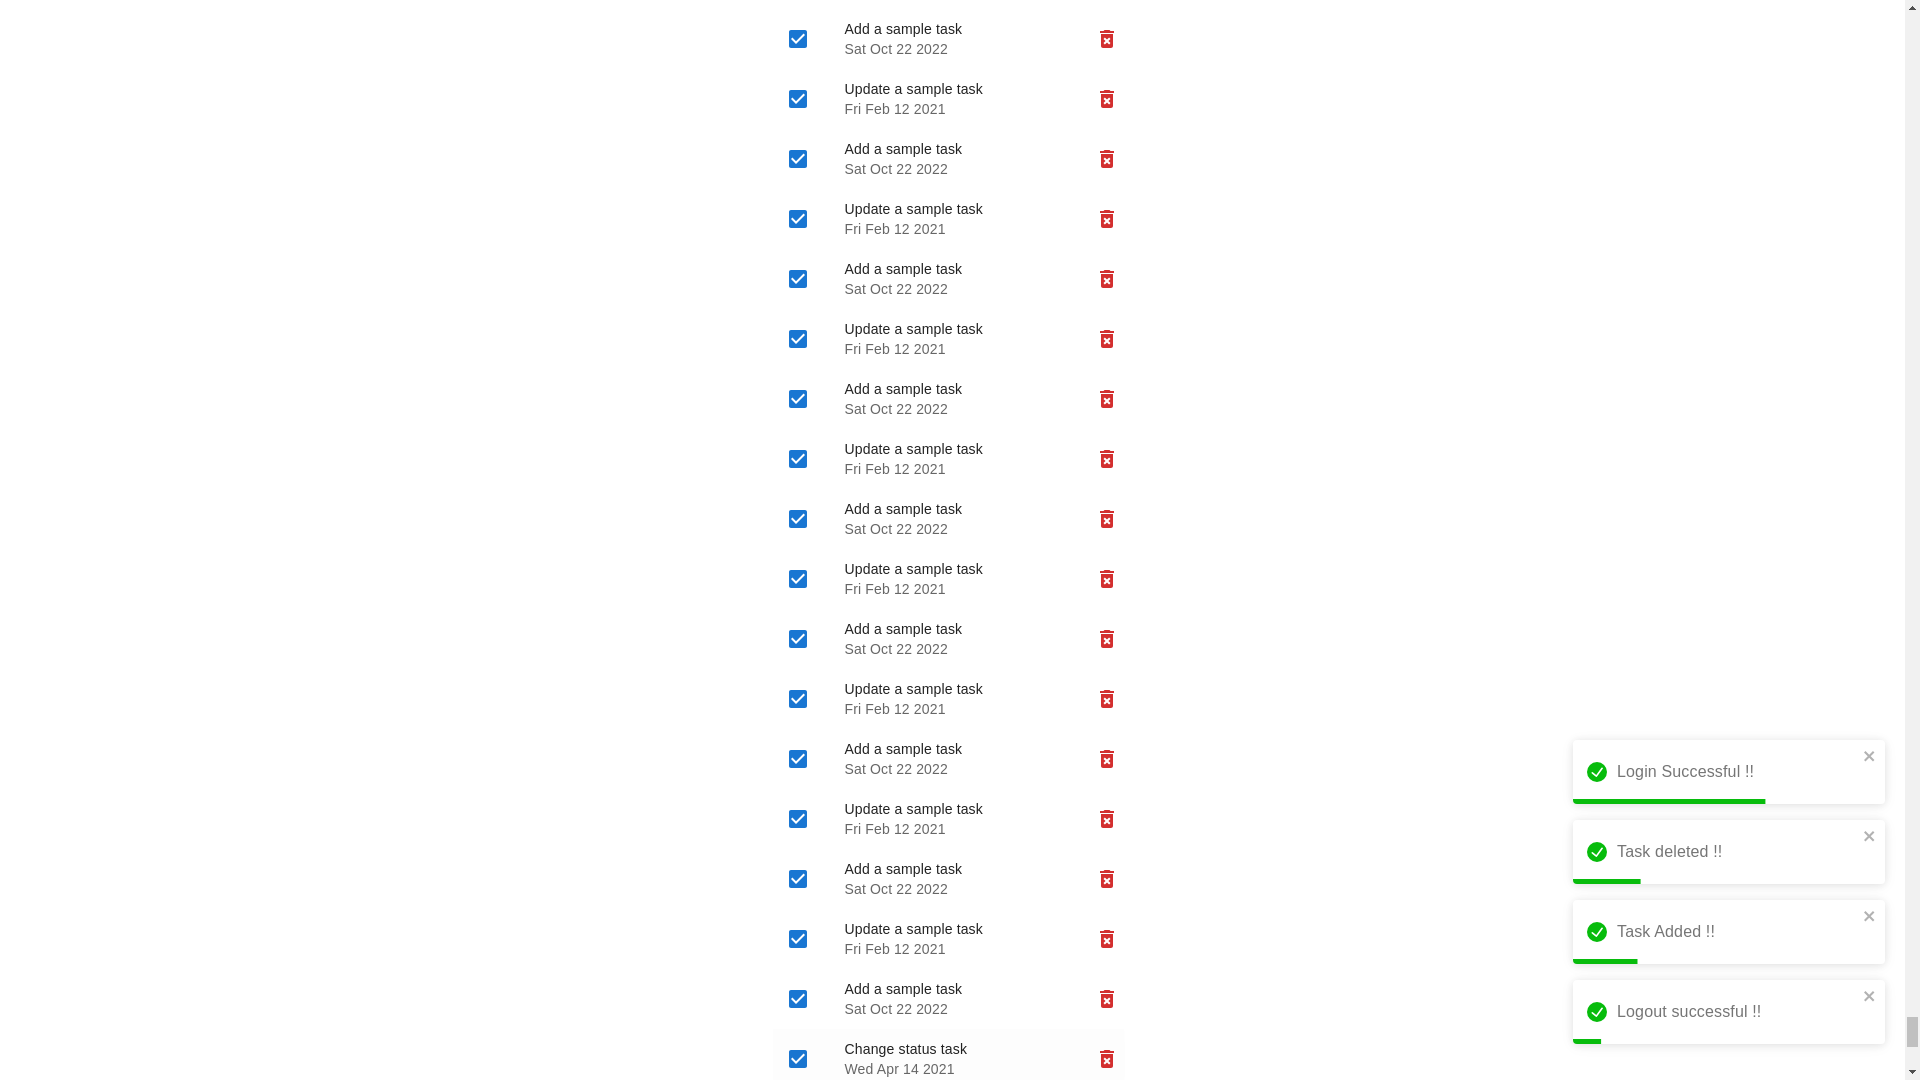 Add a sample task
Sat Oct 22 2022
Update a sample task
Fri Feb 12 2021
Add a sample task
Sat Oct 22 2022
Update a sample task
Fri Feb 12 2021
Add a sample task
Sat Oct 22 2022
Update a sample task
Fri Feb 12 2021
Add a sample task
Sat Oct 22 2022
Update a sample task
Fri Feb 12 2021
Add a sample task
Sat Oct 22 2022
Update a sample task
Fri Feb 12 2021
Add a sample task
Sat Oct 22 2022
Update a sample task
Fri Feb 12 2021
Add a sample task
Sat Oct 22 2022
Update a sample task
Fri Feb 12 2021
Add a sample task
Sat Oct 22 2022
Update a sample task
Fri Feb 12 2021
Add a sample task
Sat Oct 22 2022
Change status task
Wed Apr 14 2021
Login Successful !!
Task deleted !!
Task Added !!
Logout successful !!